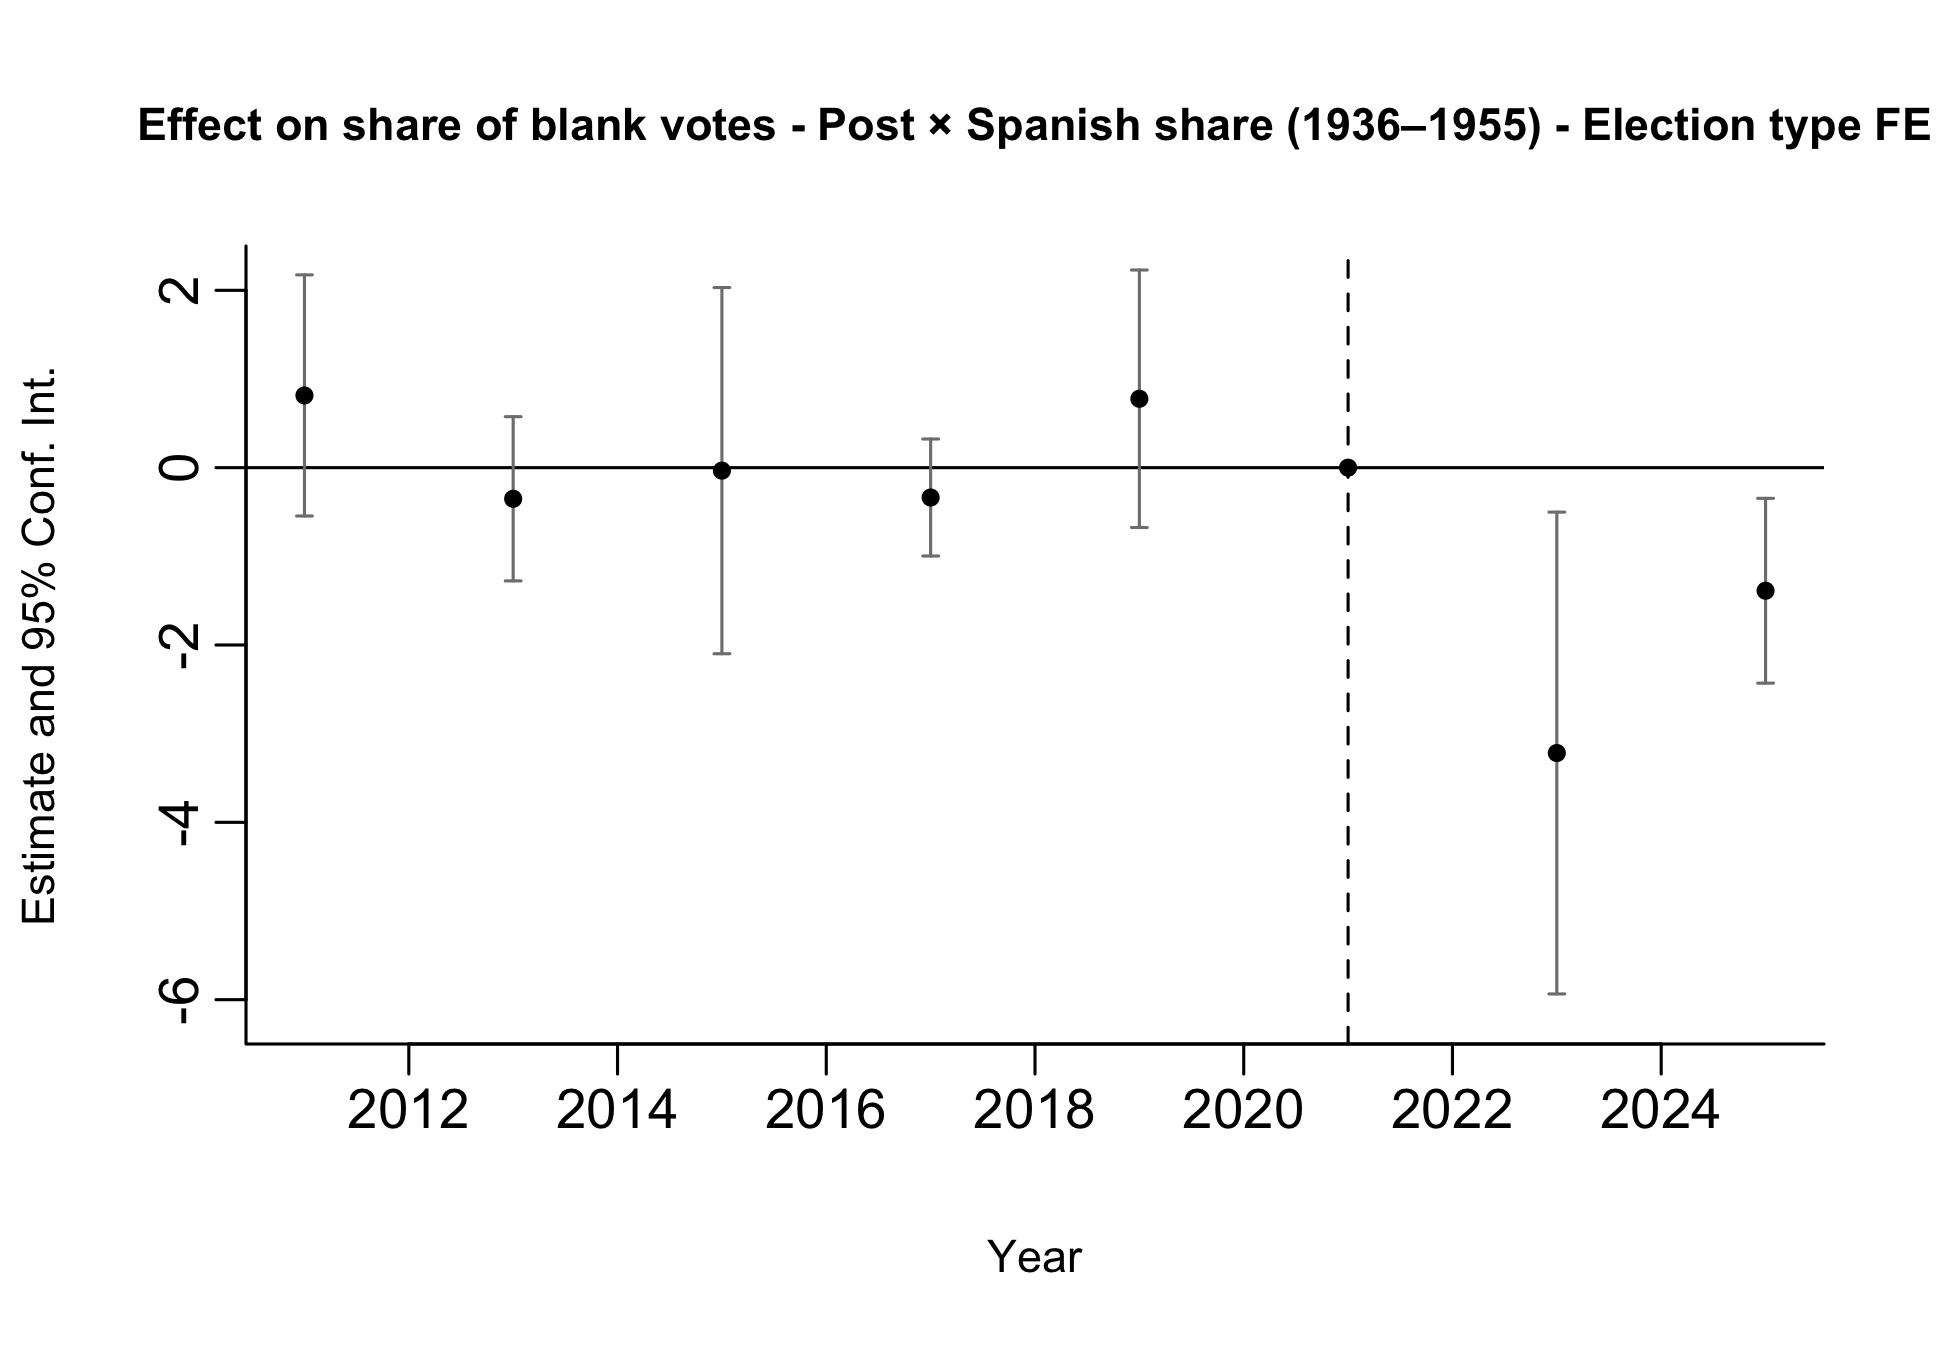 Effect on share of blank votes - Post × Spanish share (1936–1955) - Election type FE
Estimate and 95% Conf. Int.
2
0
-2
-4
-6
2012 2014 2016 2018 2020 2022 2024
Year